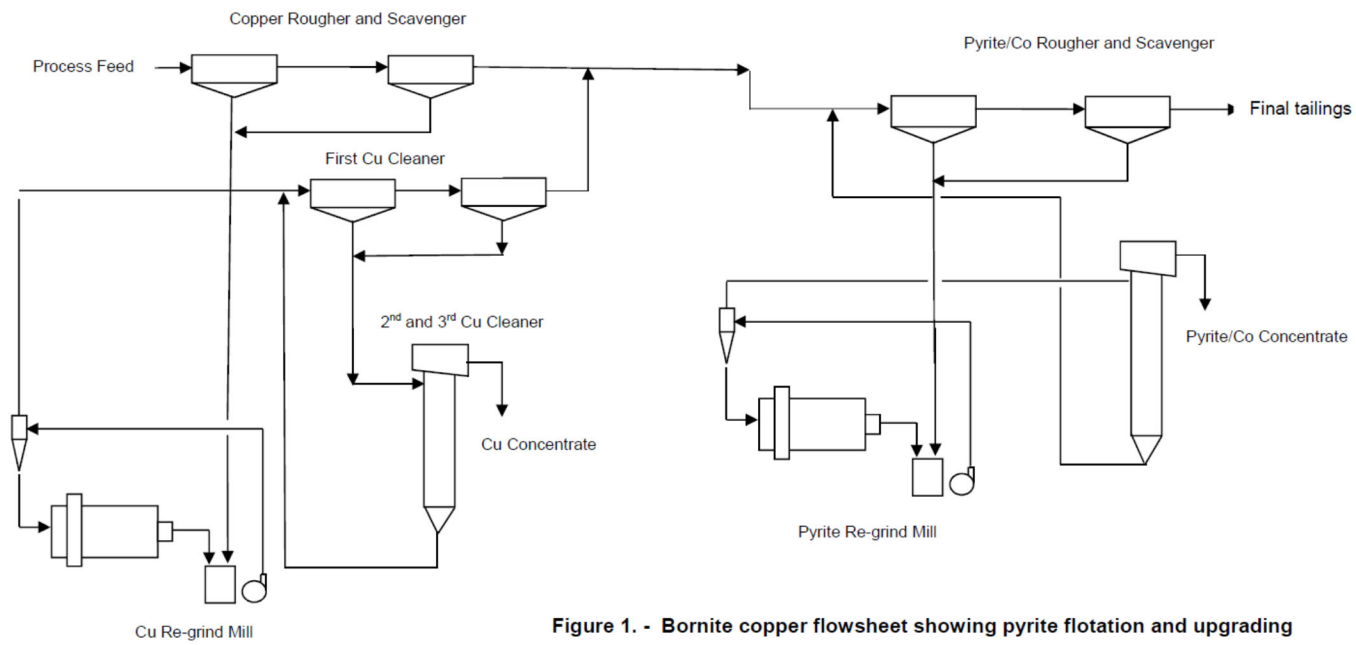 Copper Rougher and Scavenger
Pyrite/Co Rougher and Scavenger
Process Feed
Final tailings
First Cu Cleaner
2nd and 3rd Cu Cleaner
Pyrite/Co Concentrate
Cu Concentrate
Pyrite Re-grind Mill
Cu Re-grind Mill
Figure 1. - Bornite copper flowsheet showing pyrite flotation and upgrading